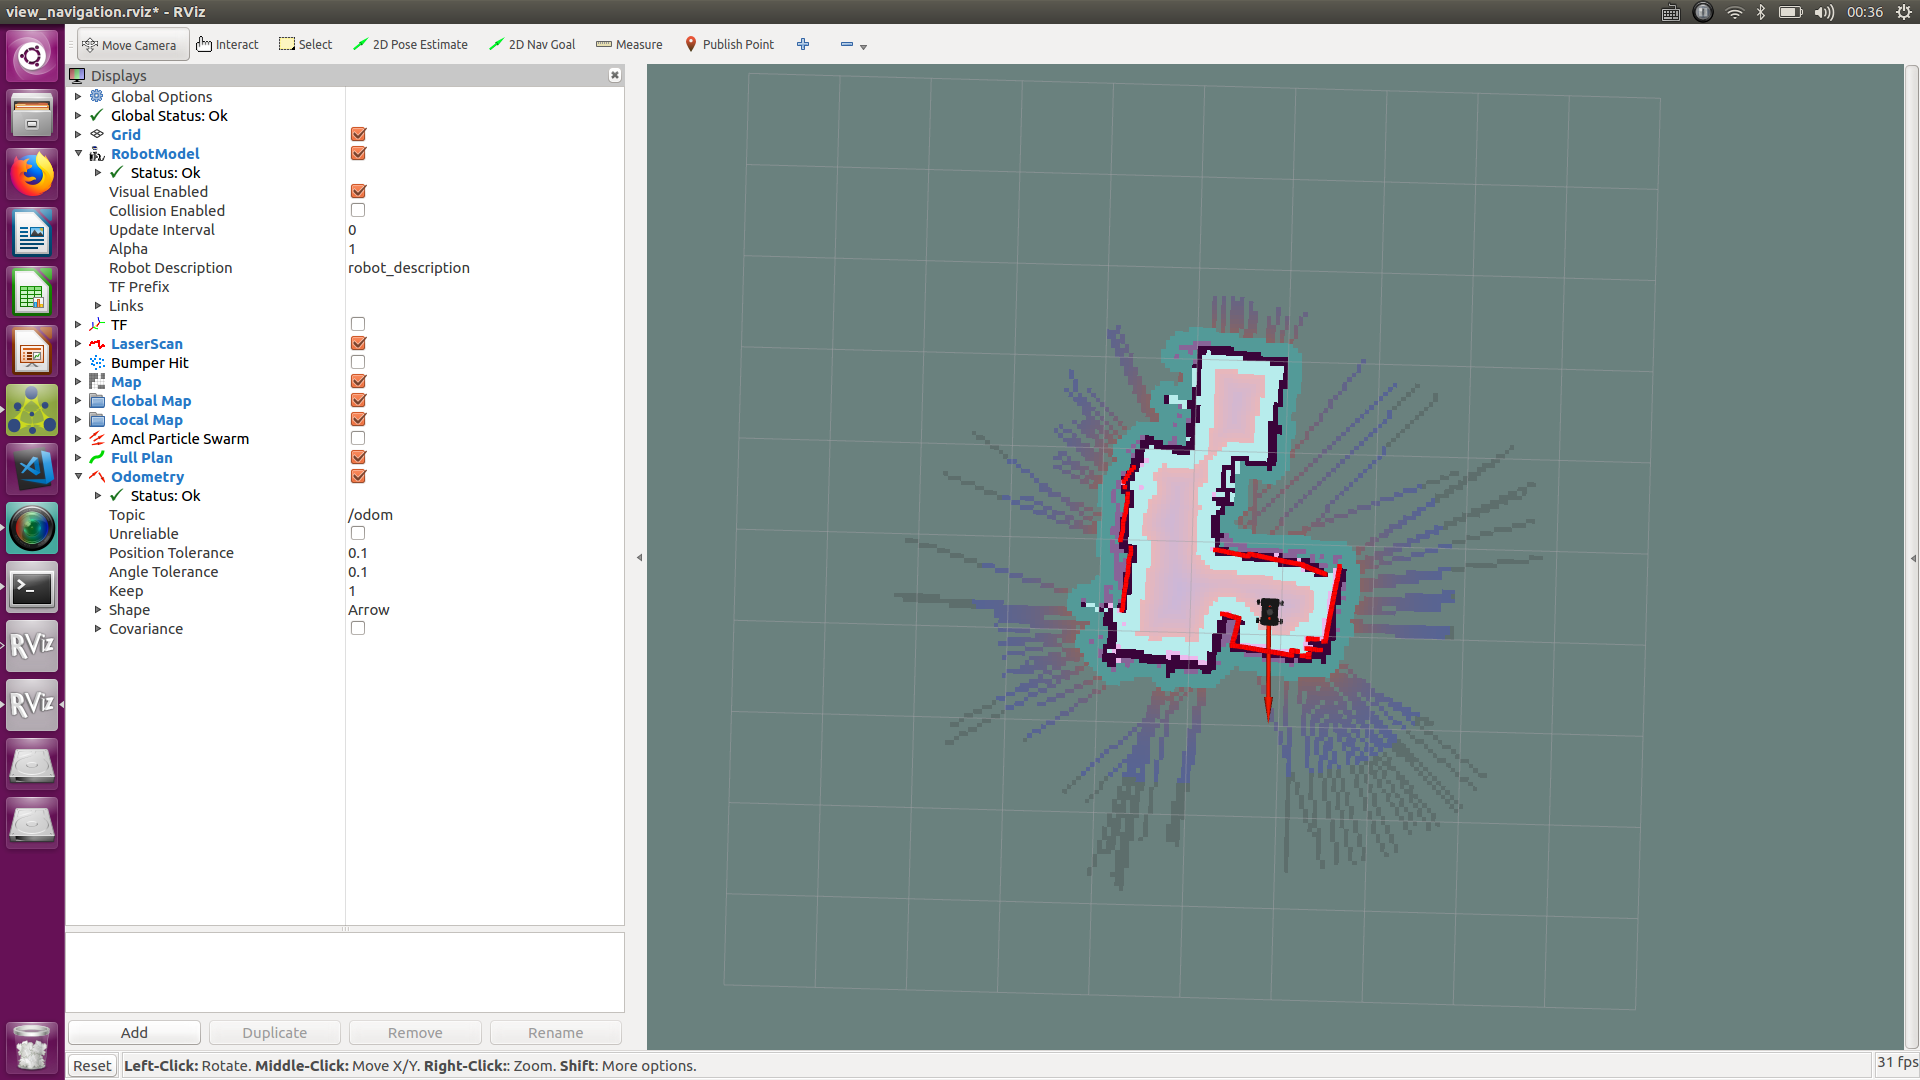 view_navigation.rviz* - RViz
00:36
Move Camera Interact Select 2D Pose Estimate 2D Nav Goal Measure Publish Point
Displays
Global Options
Global Status: Ok
Grid
RobotModel
Status: Ok
Visual Enabled
Collision Enabled
Update Interval 0
Alpha 1
Robot Description robot_description
TF Prefix
Links
TF
LaserScan
Bumper Hit
Map
Global Map
Local Map
Amcl Particle Swarm
Full Plan
Odometry
Status: Ok
Topic /odom
Unreliable
Position Tolerance 0.1
Angle Tolerance 0.1
Keep 1
Shape Arrow
Covariance
RViz
RViz
Add Duplicate Remove Rename
Reset Left-Click: Rotate. Middle-Click: Move X/Y. Right-Click:: Zoom. Shift: More options. 31 fps